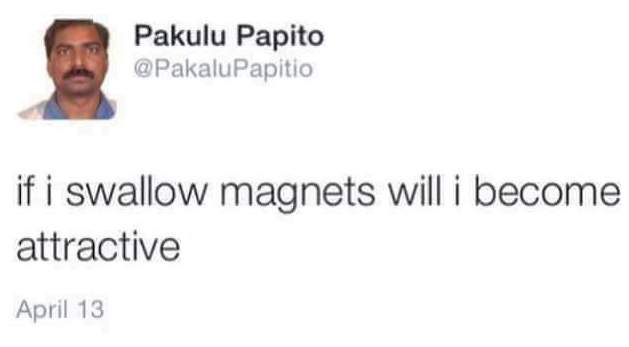 Pakulu Papito
@PakaluPapitio
if i swallow magnets will i become
attractive
April 13